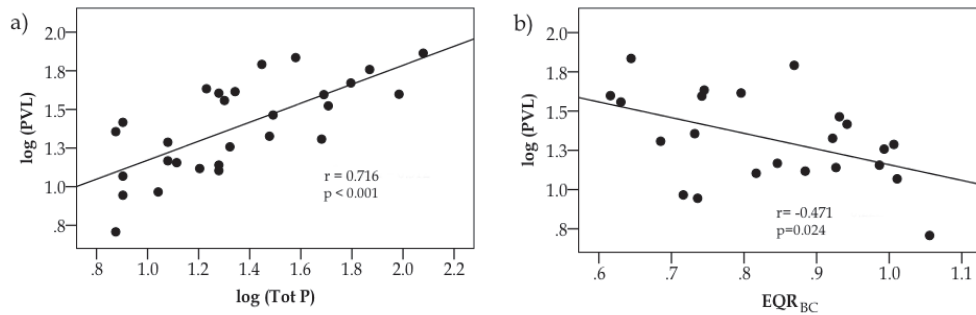 a)
log (PVL)
2.0
1.8
1.5
1.3
1.0
.8
r = 0.716
p < 0.001
.8 1.0 1.2 1.4 1.6 1.8 2.0 2.2
log (Tot P)
b)
log (PVL)
2.0
1.8
1.5
1.3
1.0
.8
r= -0.471
p=0.024
.6 .7 .8 .9 1.0 1.1
EQR_BC